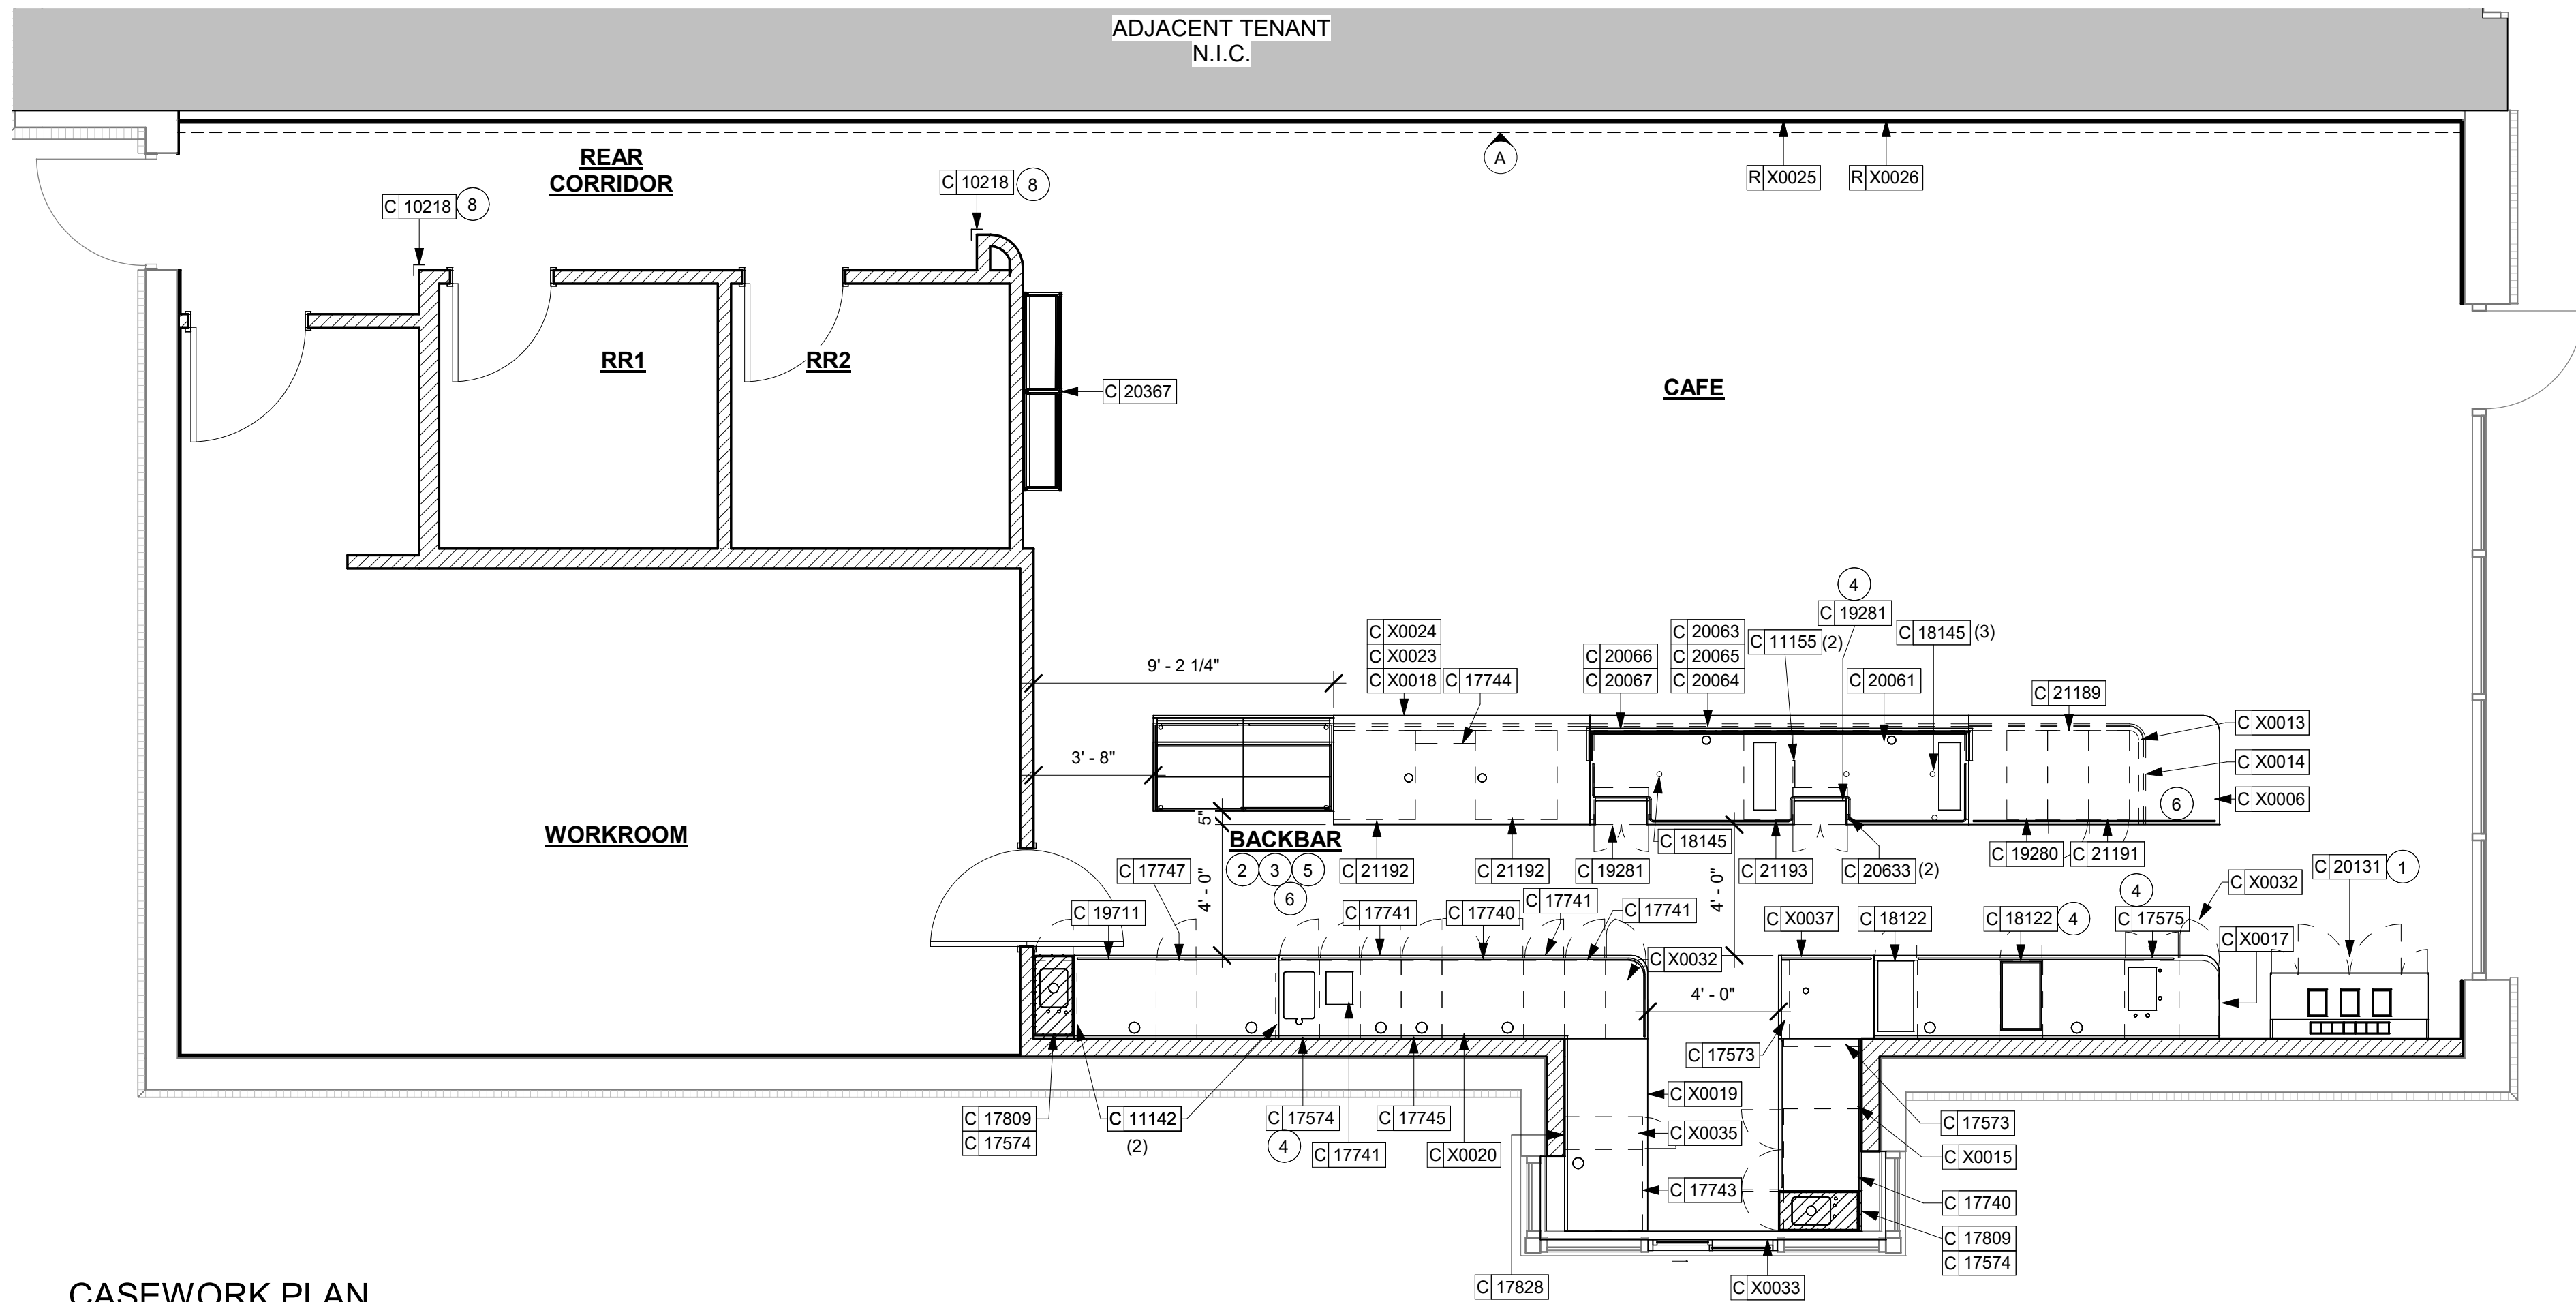 ADJACENT TENANT
N.I.C.
REAR
CORRIDOR
A
R X0025
R X0026
C 10218 8
C 10218 8
RR1
RR2
C 20367
CAFE
4
C 19281
C X0024
C X0023
C X0018
C 17744
C 20066
C 20067
C 20063
C 20065
C 20064
C 11155 (2)
C 18145 (3)
C 20061
C 21189
9' - 2 1/4"
C X0013
C X0014
C X0006
3' - 8"
5"
6
WORKROOM
BACKBAR
2 3 5
6
C 18145
C 21192
C 21192
C 19281
C 21193
C 20633 (2)
C 19280
C 21191
C 17747
4' - 0"
4' - 0"
C 20131 1
C X0032
4
C 19711
C 17741
C 17740
C 17741
C 17741
C X0037
C 18122
C 18122 4
C 17575
C X0017
C X0032
4' - 0"
C 17573
C X0019
C X0035
C 17743
C 17809
C 17574
C 11142
(2)
C 17574
4
C 17741
C 17745
C X0020
C 17573
C X0015
C 17740
C 17809
C 17574
C 17828
C X0033
CASEWORK PLAN